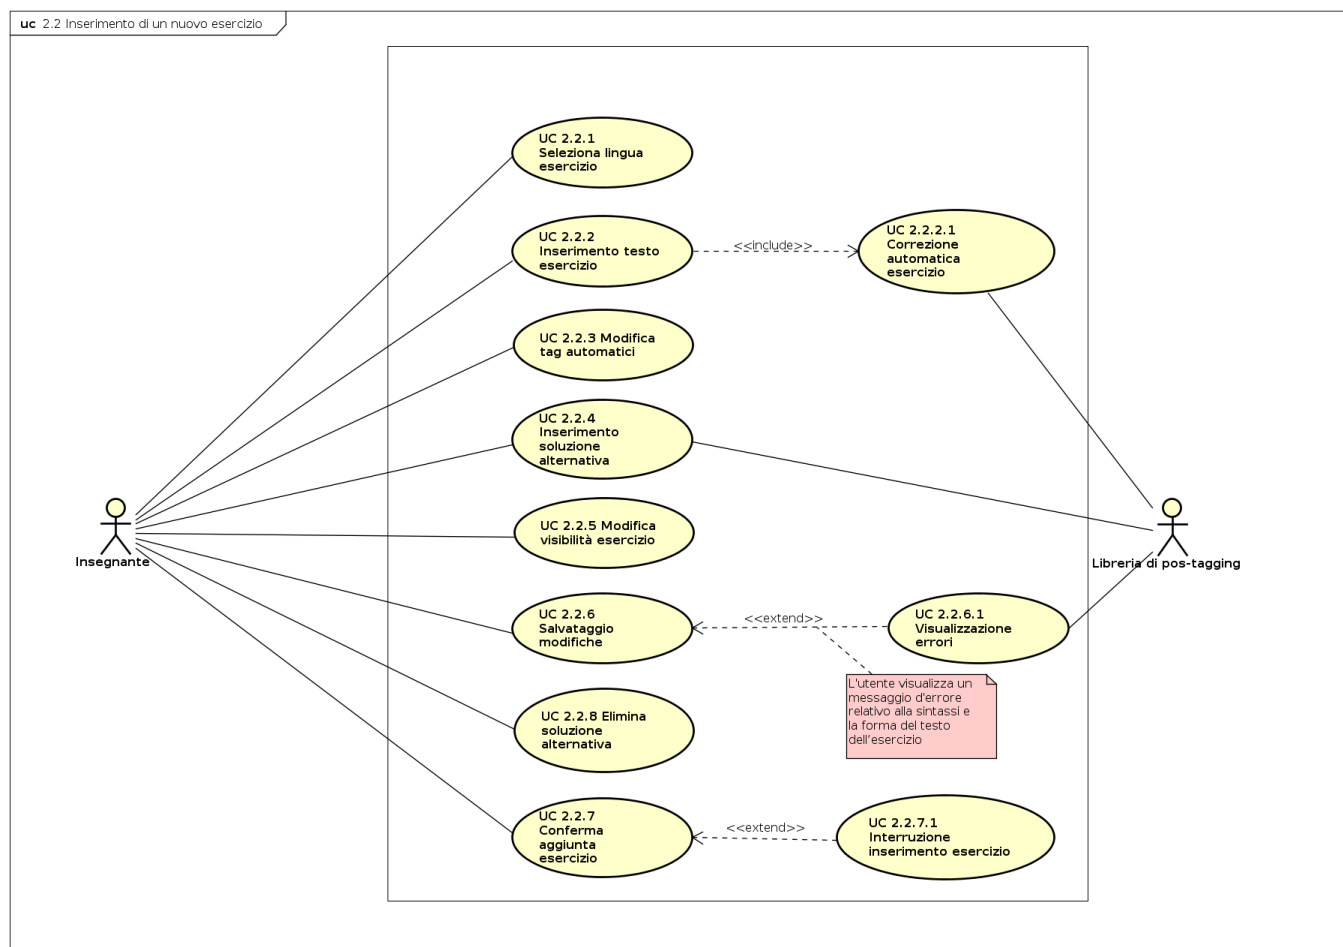 uc 2.2 Inserimento di un nuovo esercizio
UC 2.2.1
Seleziona lingua
esercizio
UC 2.2.2
Inserimento testo
esercizio
<<include>>
UC 2.2.2.1
Correzione
automatica
esercizio
UC 2.2.3 Modifica
tag automatici
UC 2.2.4
Inserimento
soluzione
alternativa
UC 2.2.5 Modifica
visibilità esercizio
Insegnante
Libreria di pos-tagging
UC 2.2.6
Salvataggio
modifiche
<<extend>>
UC 2.2.6.1
Visualizzazione
errori
L'utente visualizza un
messaggio d'errore
relativo alla sintassi e
la forma del testo
dell'esercizio
UC 2.2.8 Elimina
soluzione
alternativa
UC 2.2.7
Conferma
aggiunta
esercizio
<<extend>>
UC 2.2.7.1
Interruzione
inserimento esercizio